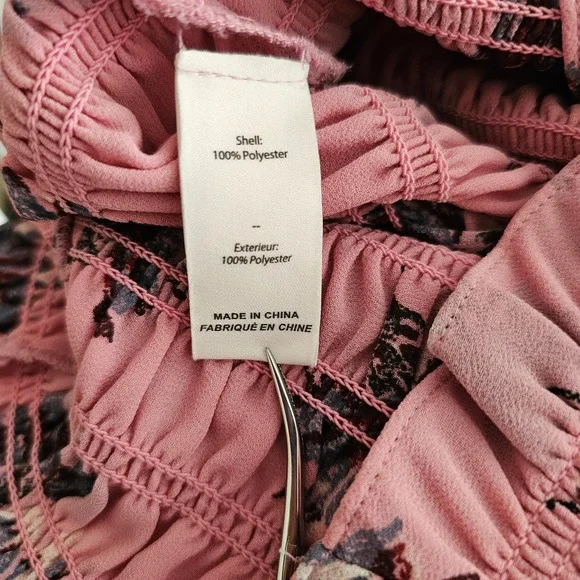 Shell:
100% Polyester
–
Exterieur:
100% Polyester
MADE IN CHINA
FABRIQUÉ EN CHINE